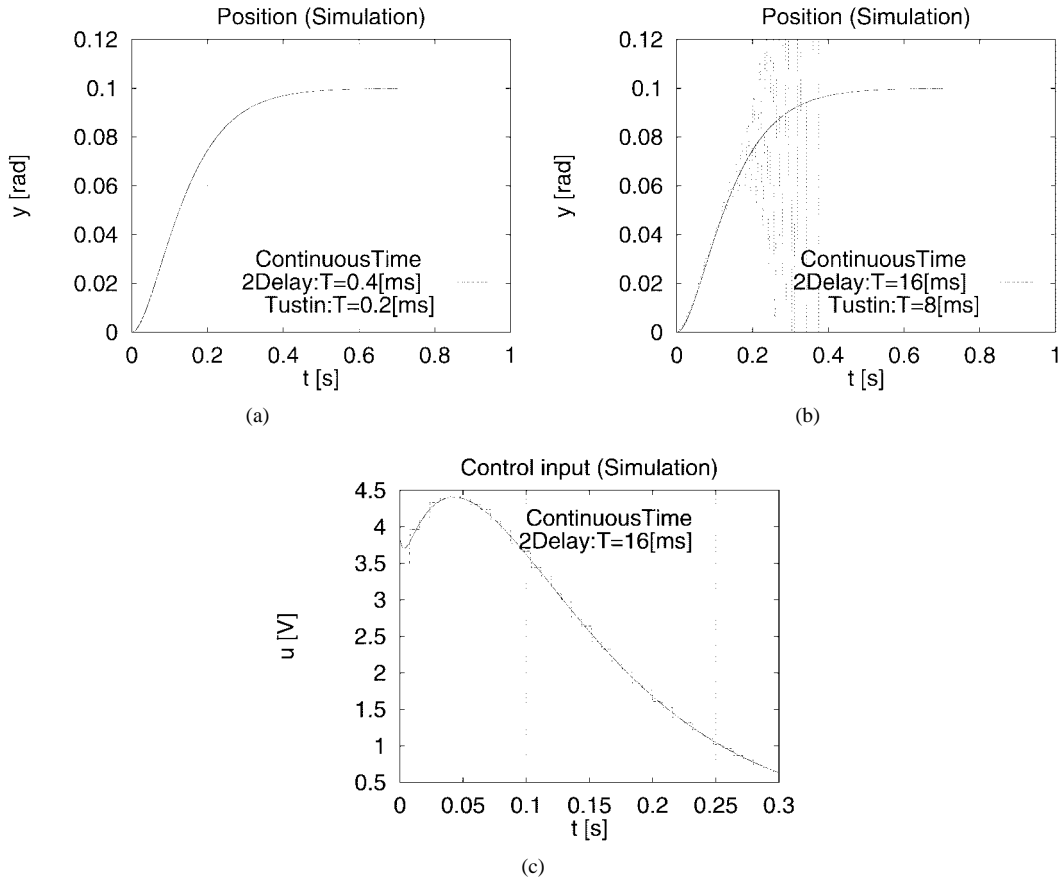 Position (Simulation)
0.12
0.1
0.08
0.06
0.04
0.02
0
y [rad]
ContinuousTime
2Delay:T=0.4[ms]
Tustin:T=0.2[ms]
0 0.2 0.4 0.6 0.8 1
t [s]
(a)
Position (Simulation)
0.12
0.1
0.08
0.06
0.04
0.02
0
y [rad]
ContinuousTime
2Delay:T=16[ms]
Tustin:T=8[ms]
0 0.2 0.4 0.6 0.8 1
t [s]
(b)
Control input (Simulation)
4.5
4
3.5
3
2.5
2
1.5
1
0.5
u [V]
ContinuousTime
2Delay:T=16[ms]
0 0.05 0.1 0.15 0.2 0.25 0.3
t [s]
(c)